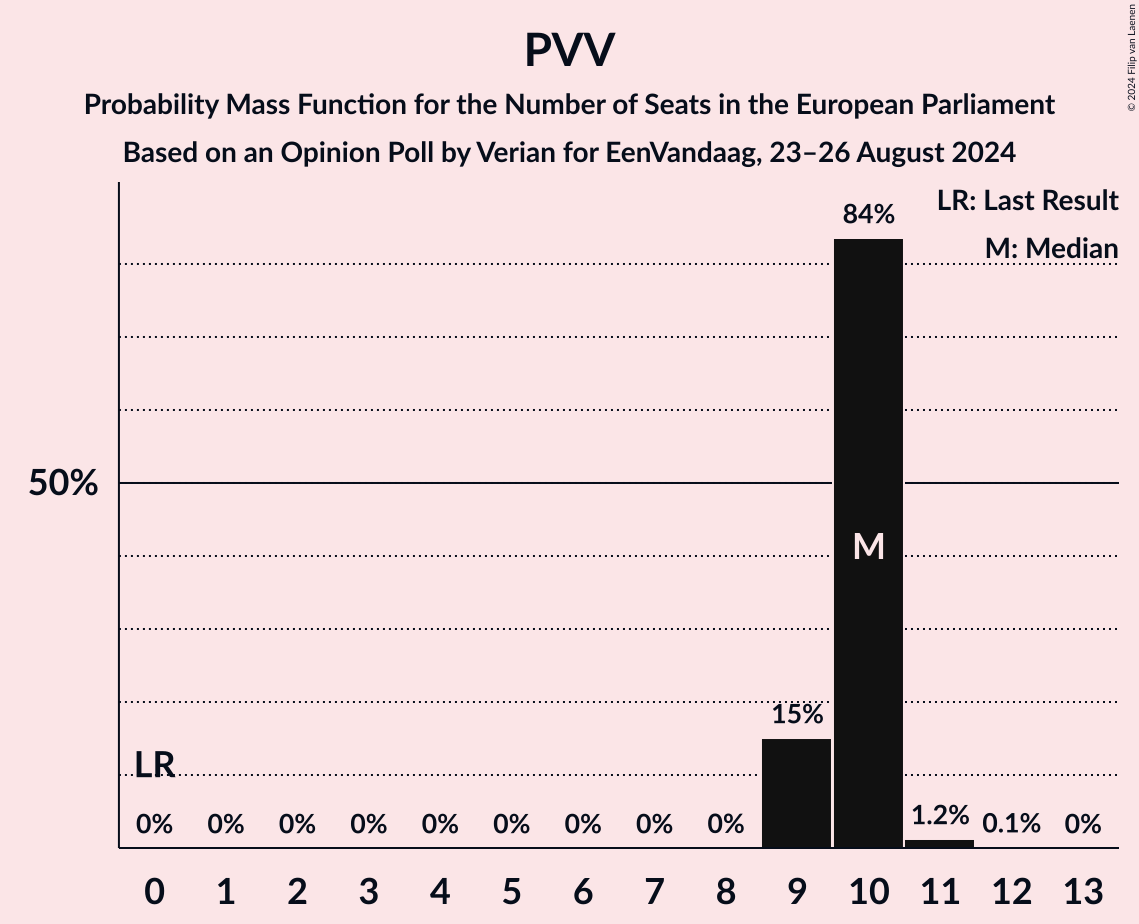 PVV
Probability Mass Function for the Number of Seats in the European Parliament
Based on an Opinion Poll by Verian for EenVandaag, 23–26 August 2024
© 2024 Filip van Laenen
LR: Last Result
M: Median
84%
50%
M
15%
LR
0% 0% 0% 0% 0% 0% 0% 0% 0% 1.2% 0.1% 0%
0 1 2 3 4 5 6 7 8 9 10 11 12 13